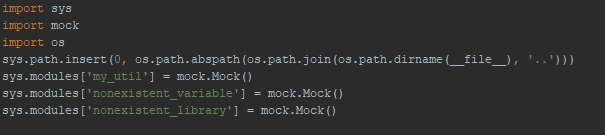 import sys
import mock
import os
sys.path.insert(0, os.path.abspath(os.path.join(os.path.dirname(__file__), '..')))
sys.modules['my_util'] = mock.Mock()
sys.modules['nonexistent_variable'] = mock.Mock()
sys.modules['nonexistent_library'] = mock.Mock()